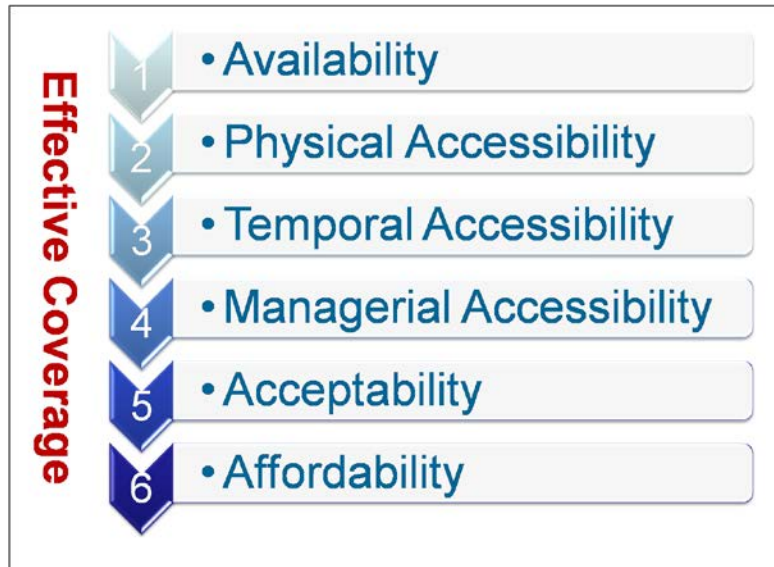 Effective Coverage
1
• Availability
2
• Physical Accessibility
3
• Temporal Accessibility
4
• Managerial Accessibility
5
• Acceptability
6
• Affordability